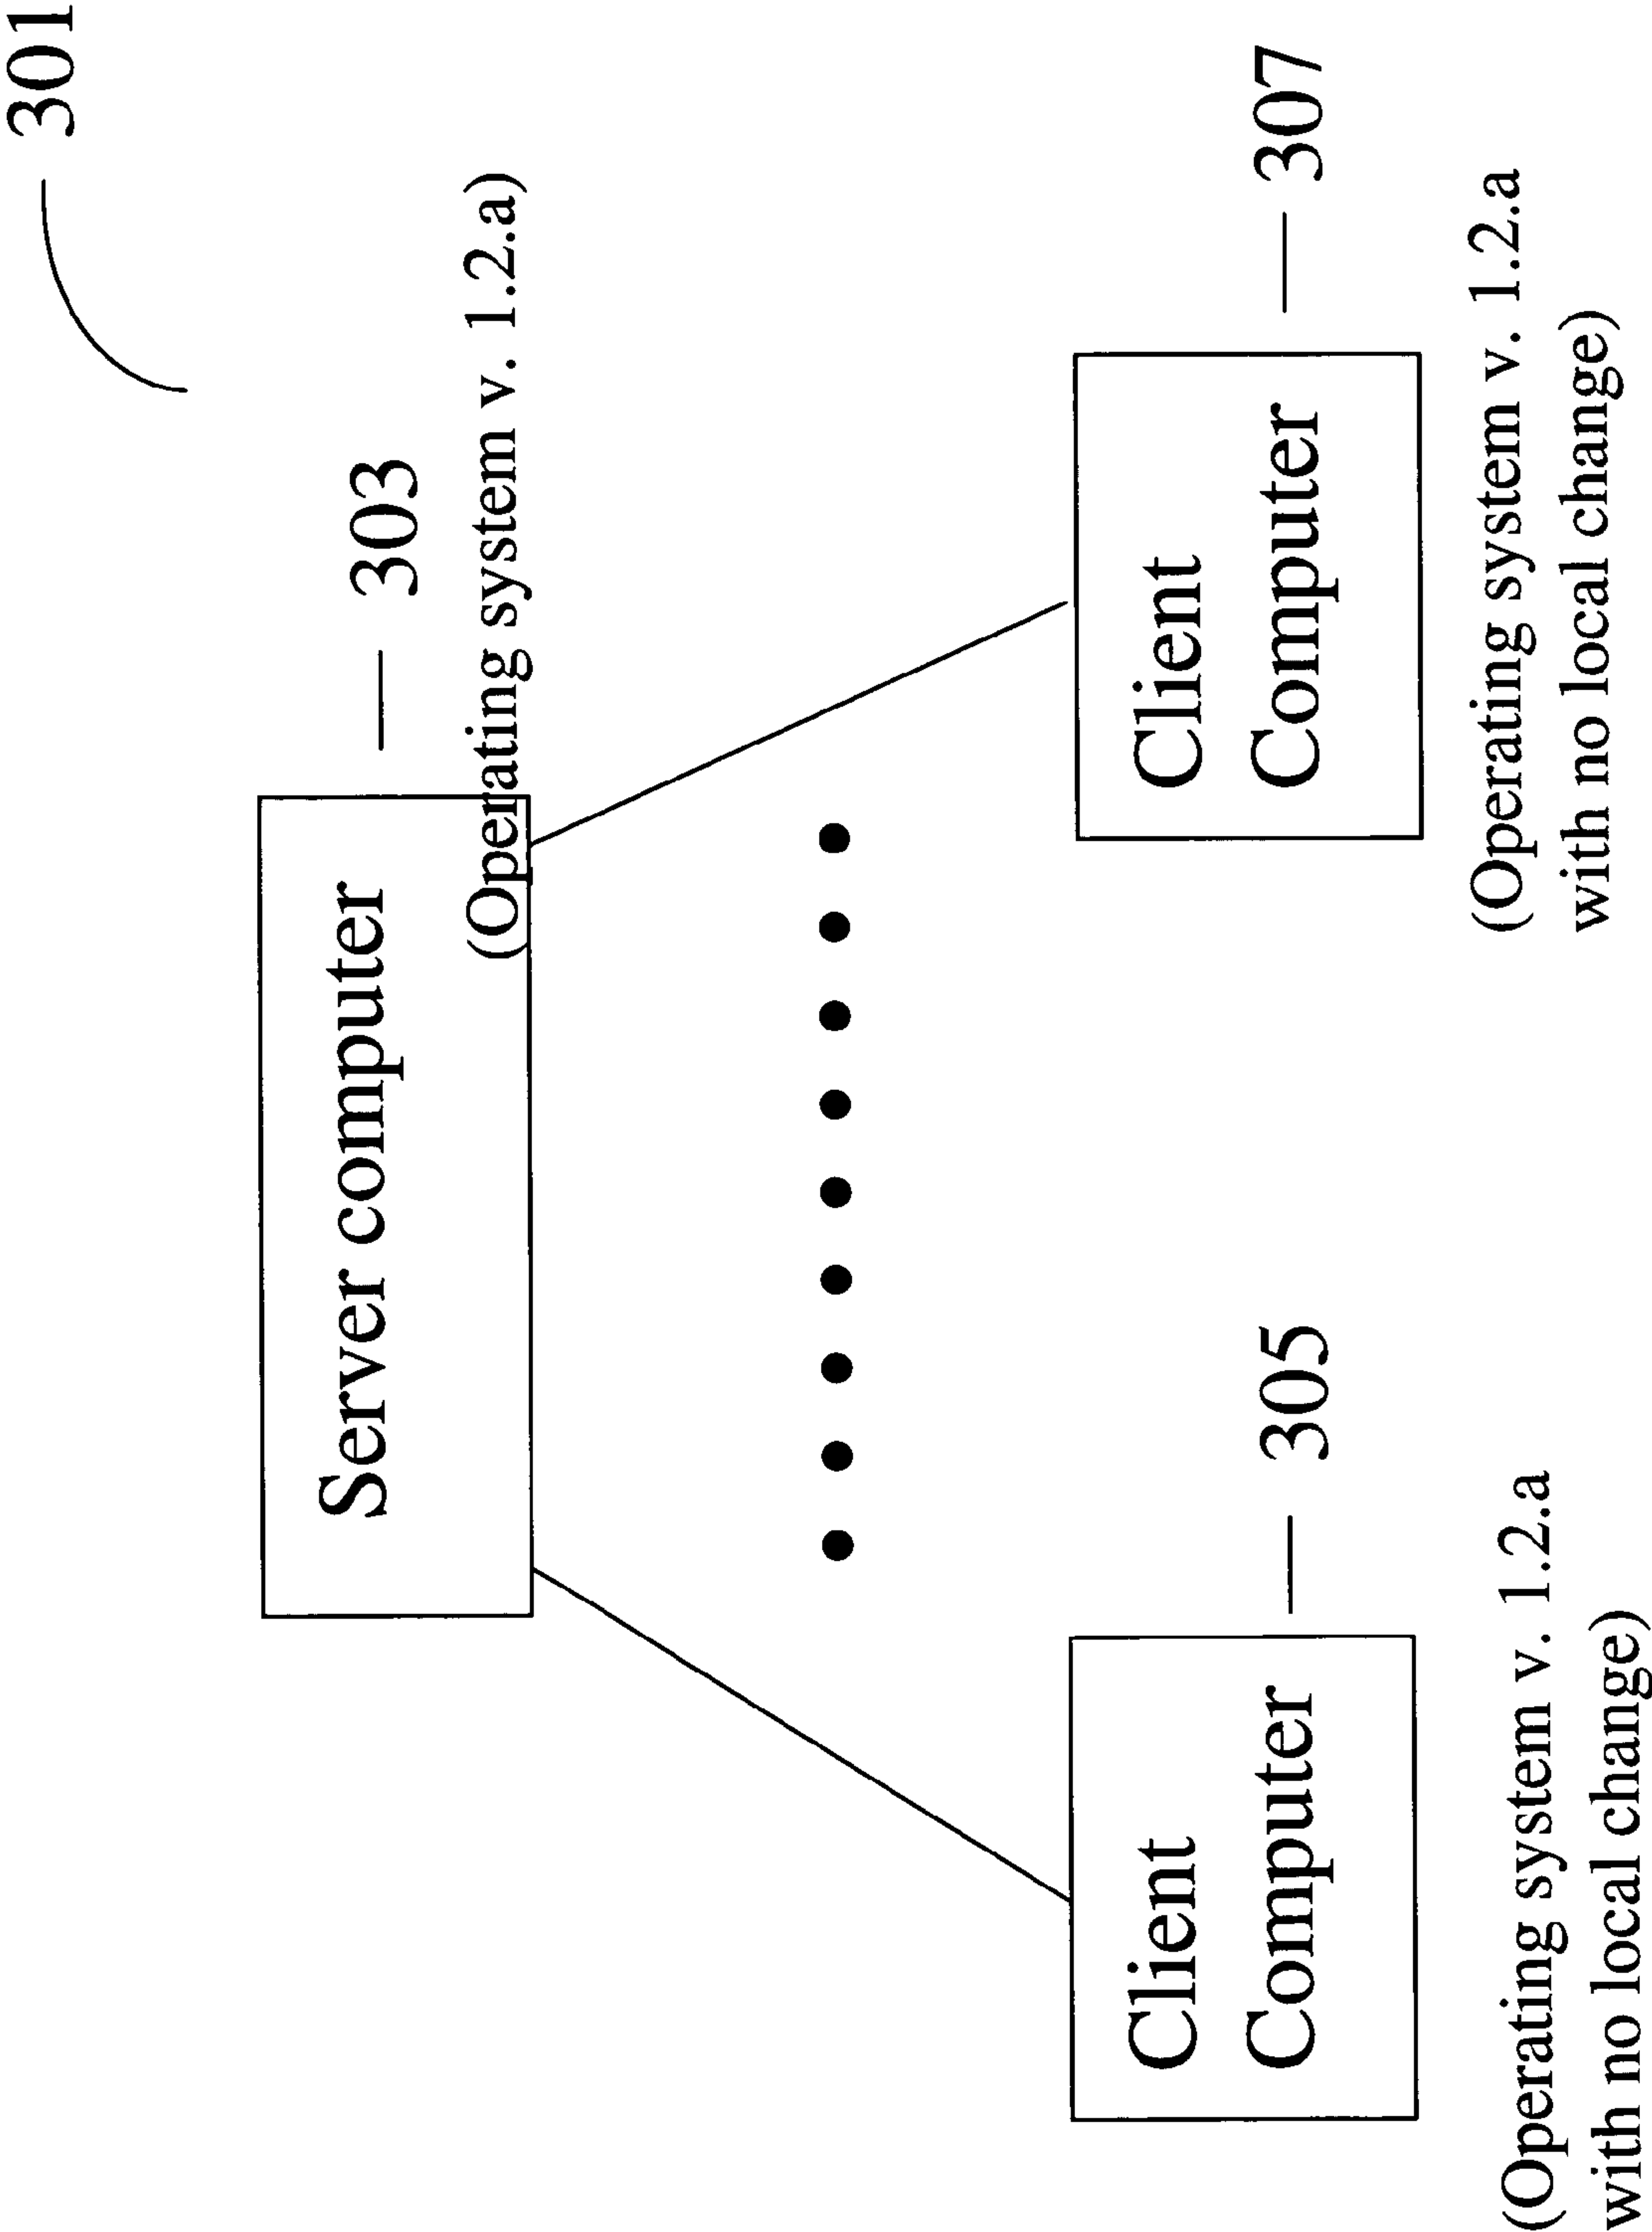 301
Server computer
303
(Operating system v. 1.2.a)
Client
Computer
305
(Operating system v. 1.2.a
with no local change)
Client
Computer
307
(Operating system v. 1.2.a
with no local change)